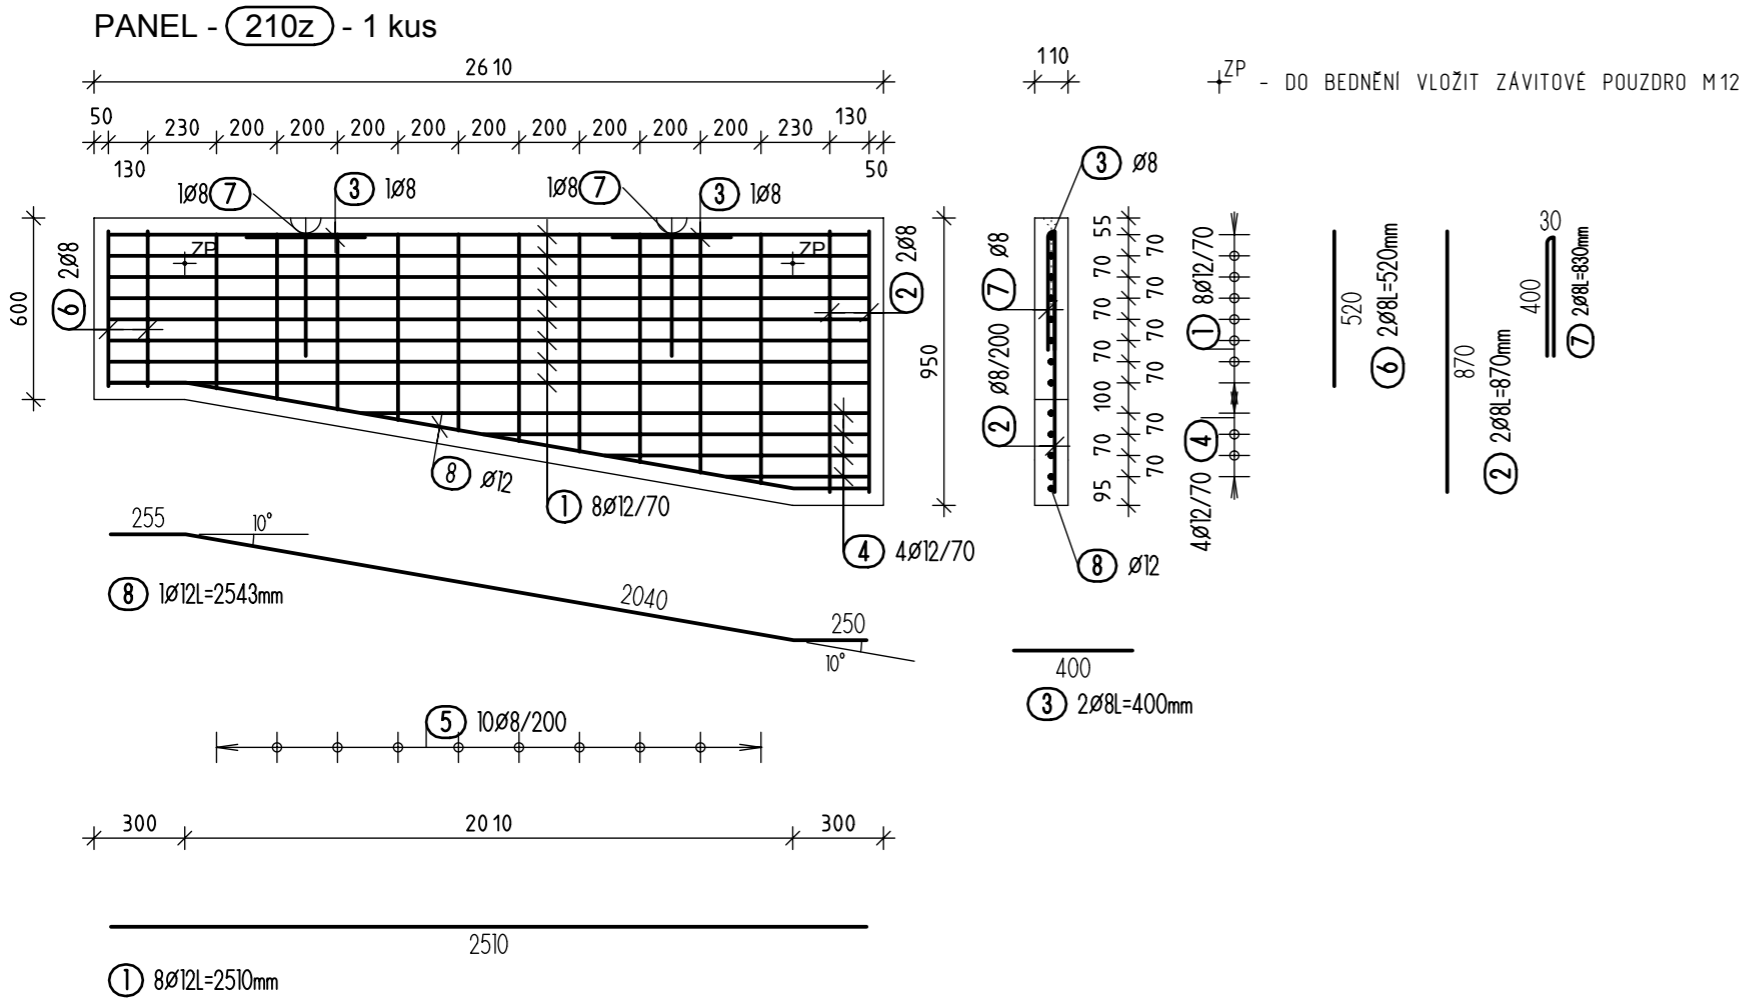 PANEL - 210z - 1 kus
2610
110
ZP - DO BEDNĚNÍ VLOŽIT ZÁVITOVÉ POUZDRO M12
50 230 200 200 200 200 200 200 200 200 200 230 130
130 50
1Ø8 7 3 1Ø8 1Ø8 7 3 1Ø8
3 Ø8
600
6 2Ø8
ZP
ZP
2 2Ø8
950
7 Ø8
2 Ø8/200
55
70
70
70
70
70
70
70
100
70
70
70
95
1 8Ø12/70
4 4Ø12/70
520
6 2Ø8L=520mm
870
2 2Ø8L=870mm
30
400
7 2Ø8L=830mm
8 Ø12
1 8Ø12/70
4 4Ø12/70
8 Ø12
255
10°
2040
250
10°
8 1Ø12L=2543mm
400
3 2Ø8L=400mm
5 10Ø8/200
300 2010 300
2510
1 8Ø12L=2510mm